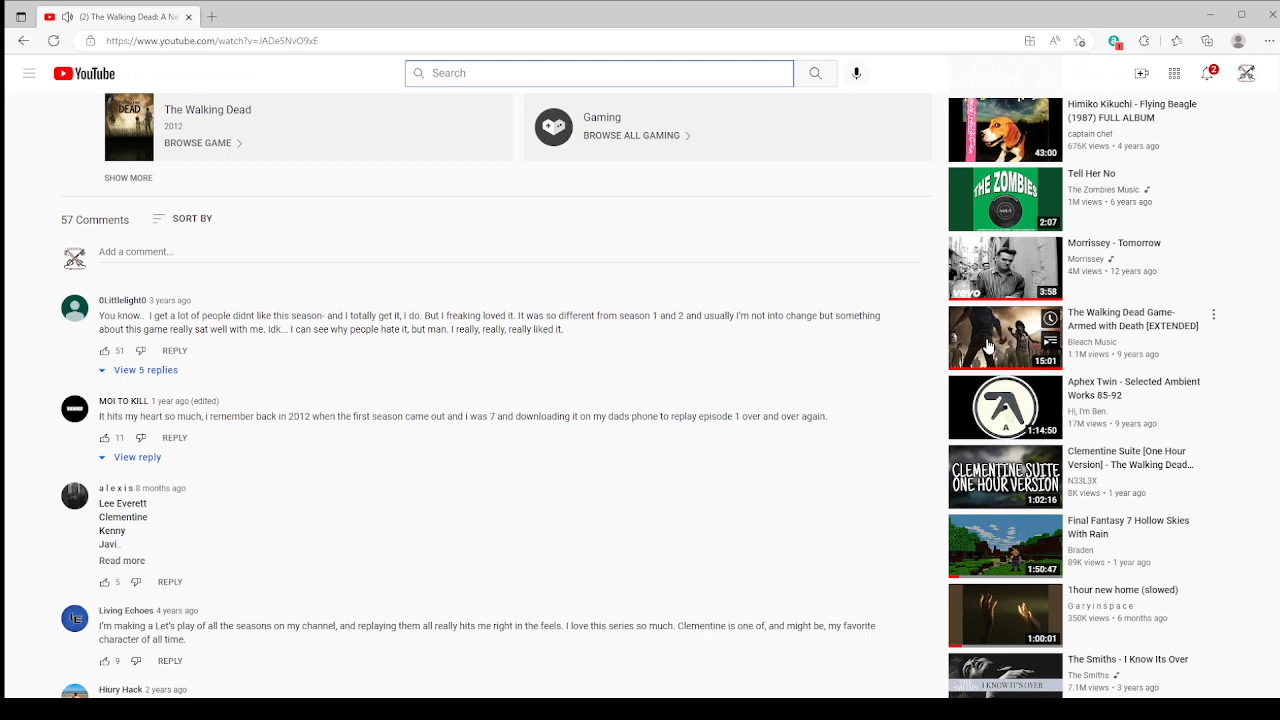 (2) The Walking Dead: A Ne
https://www.youtube.com/watch?v=JADe5NvO9xE
YouTube
Search
2
The Walking Dead
2012
BROWSE GAME
Gaming
BROWSE ALL GAMING
SHOW MORE
57 Comments
SORT BY
Add a comment...
0Littlelight0 3 years ago
You know.. I get a lot of people didnt like this season- and I totally get it, I do. But I freaking loved it. It was so different from season 1 and 2 and usually I'm not into change but something
about this game really sat well with me. Idk... I can see why people hate it, but man. I really, really, really liked it.
51
REPLY
View 5 replies
MOI TO KILL 1 year ago (edited)
It hits my heart so much, i remember back in 2012 when the first season came out and i was 7 and downloading it on my dads phone to replay episode 1 over and over again.
11
REPLY
View reply
a l e x i s 8 months ago
Lee Everett
Clementine
Kenny
Javi..
Read more
5
REPLY
Living Echoes 4 years ago
I'm making a Let's play of all the seasons on my channel, and replaying them all really hits me right in the feels. I love this series so much. Clementine is one of, and might be, my favorite
character of all time.
9
REPLY
Hiury Hack 2 years ago
43:00
Himiko Kikuchi - Flying Beagle
(1987) FULL ALBUM
captain chef
676K views • 4 years ago
THE ZOMBIES
2:07
Tell Her No
The Zombies Music
1M views • 6 years ago
vevo
3:58
Morrissey - Tomorrow
Morrissey
4M views • 12 years ago
15:01
The Walking Dead Game-
Armed with Death [EXTENDED]
Bleach Music
1.1M views • 9 years ago
1:14:50
Aphex Twin - Selected Ambient
Works 85-92
Hi, I'm Ben.
17M views • 9 years ago
CLEMENTINE SUITE
ONE HOUR VERSION
1:02:16
Clementine Suite [One Hour
Version] - The Walking Dead...
N33L3X
8K views • 1 year ago
1:50:47
Final Fantasy 7 Hollow Skies
With Rain
Braden
89K views • 1 year ago
1:00:01
1hour new home (slowed)
G a r y i n s p a c e
350K views • 6 months ago
I KNOW IT'S OVER
The Smiths - I Know Its Over
The Smiths
7.1M views • 3 years ago